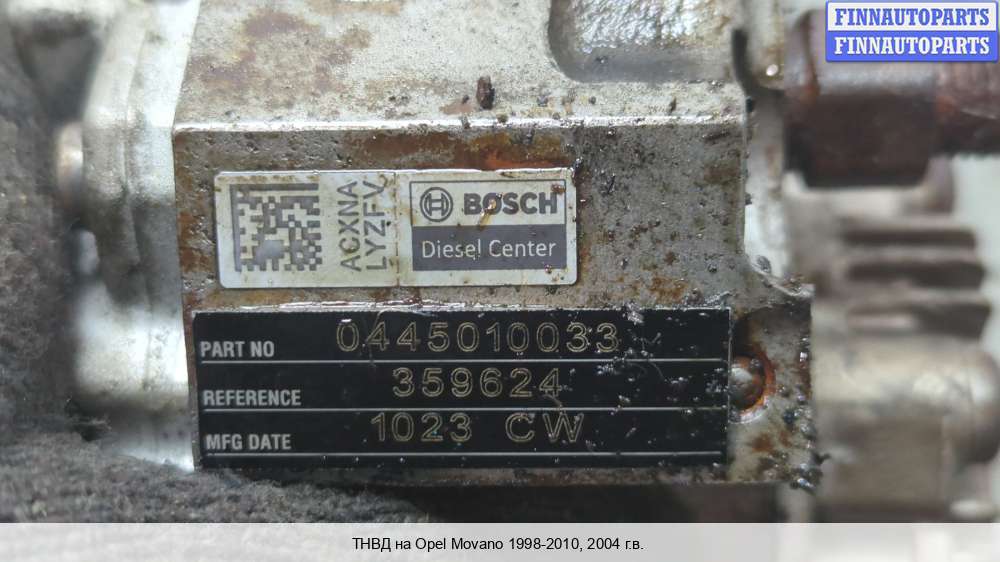 FINNAUTOPARTS
FINNAUTOPARTS
ACXNA
LYZFV
BOSCH
Diesel Center
PART NO 0445010033
REFERENCE 359624
MFG DATE 1023 CW
ТНВД на Opel Movano 1998-2010, 2004 г.в.